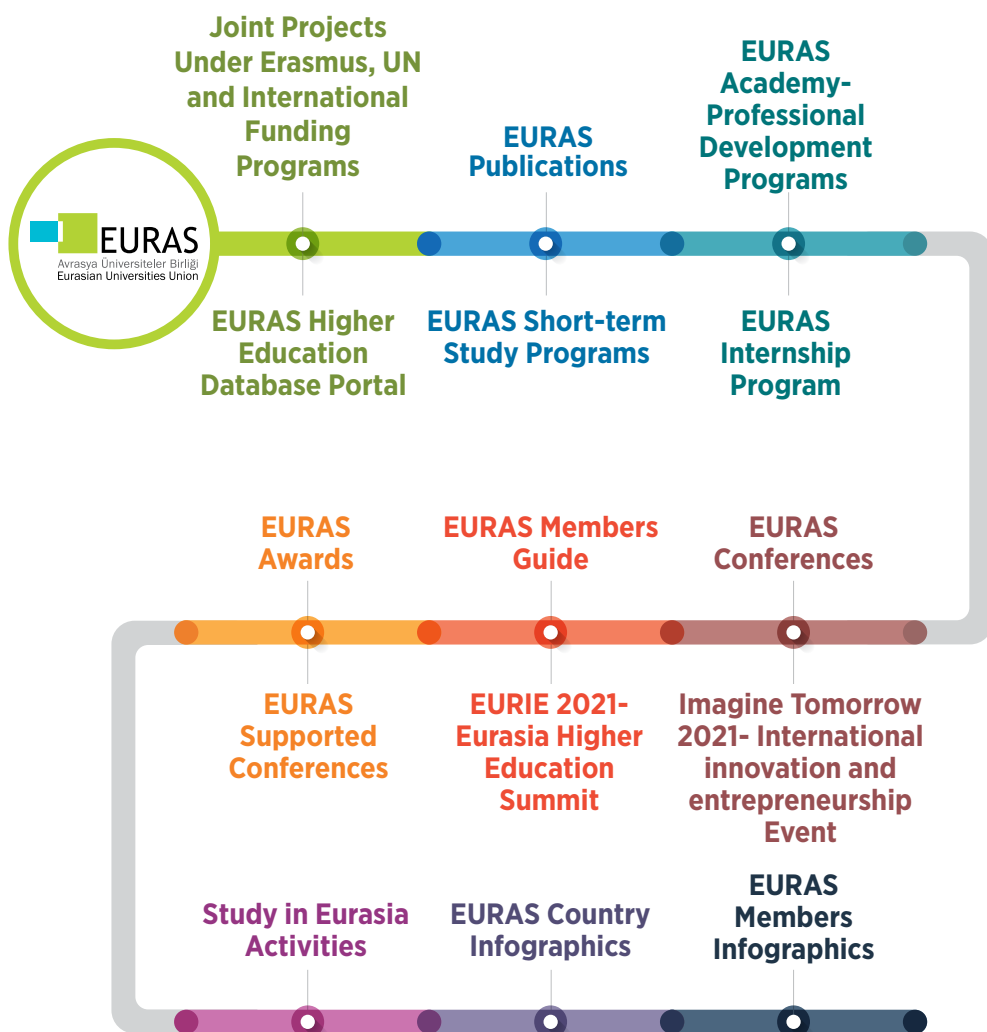 Joint Projects
Under Erasmus, UN
and International
Funding
Programs
EURAS
Publications
EURAS
Academy-
Professional
Development
Programs
EURAS
Avrasya Üniversiteler Birliği
Eurasian Universities Union
EURAS Higher
Education
Database Portal
EURAS Short-term
Study Programs
EURAS
Internship
Program
EURAS
Awards
EURAS Members
Guide
EURAS
Conferences
EURAS
Supported
Conferences
EURIE 2021-
Eurasia Higher
Education
Summit
Imagine Tomorrow
2021- International
innovation and
entrepreneurship
Event
Study in Eurasia
Activities
EURAS Country
Infographics
EURAS
Members
Infographics